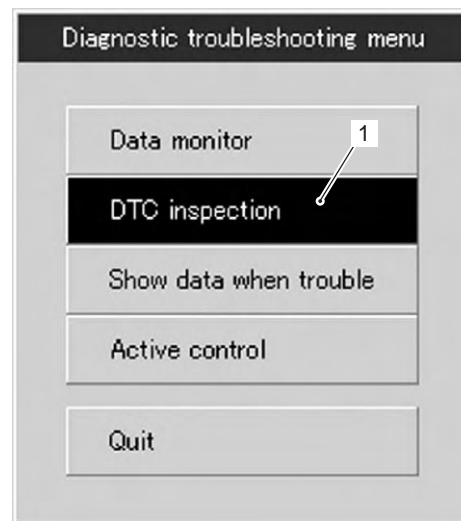 Diagnostic troubleshooting menu
Data monitor
1
DTC inspection
Show data when trouble
Active control
Quit